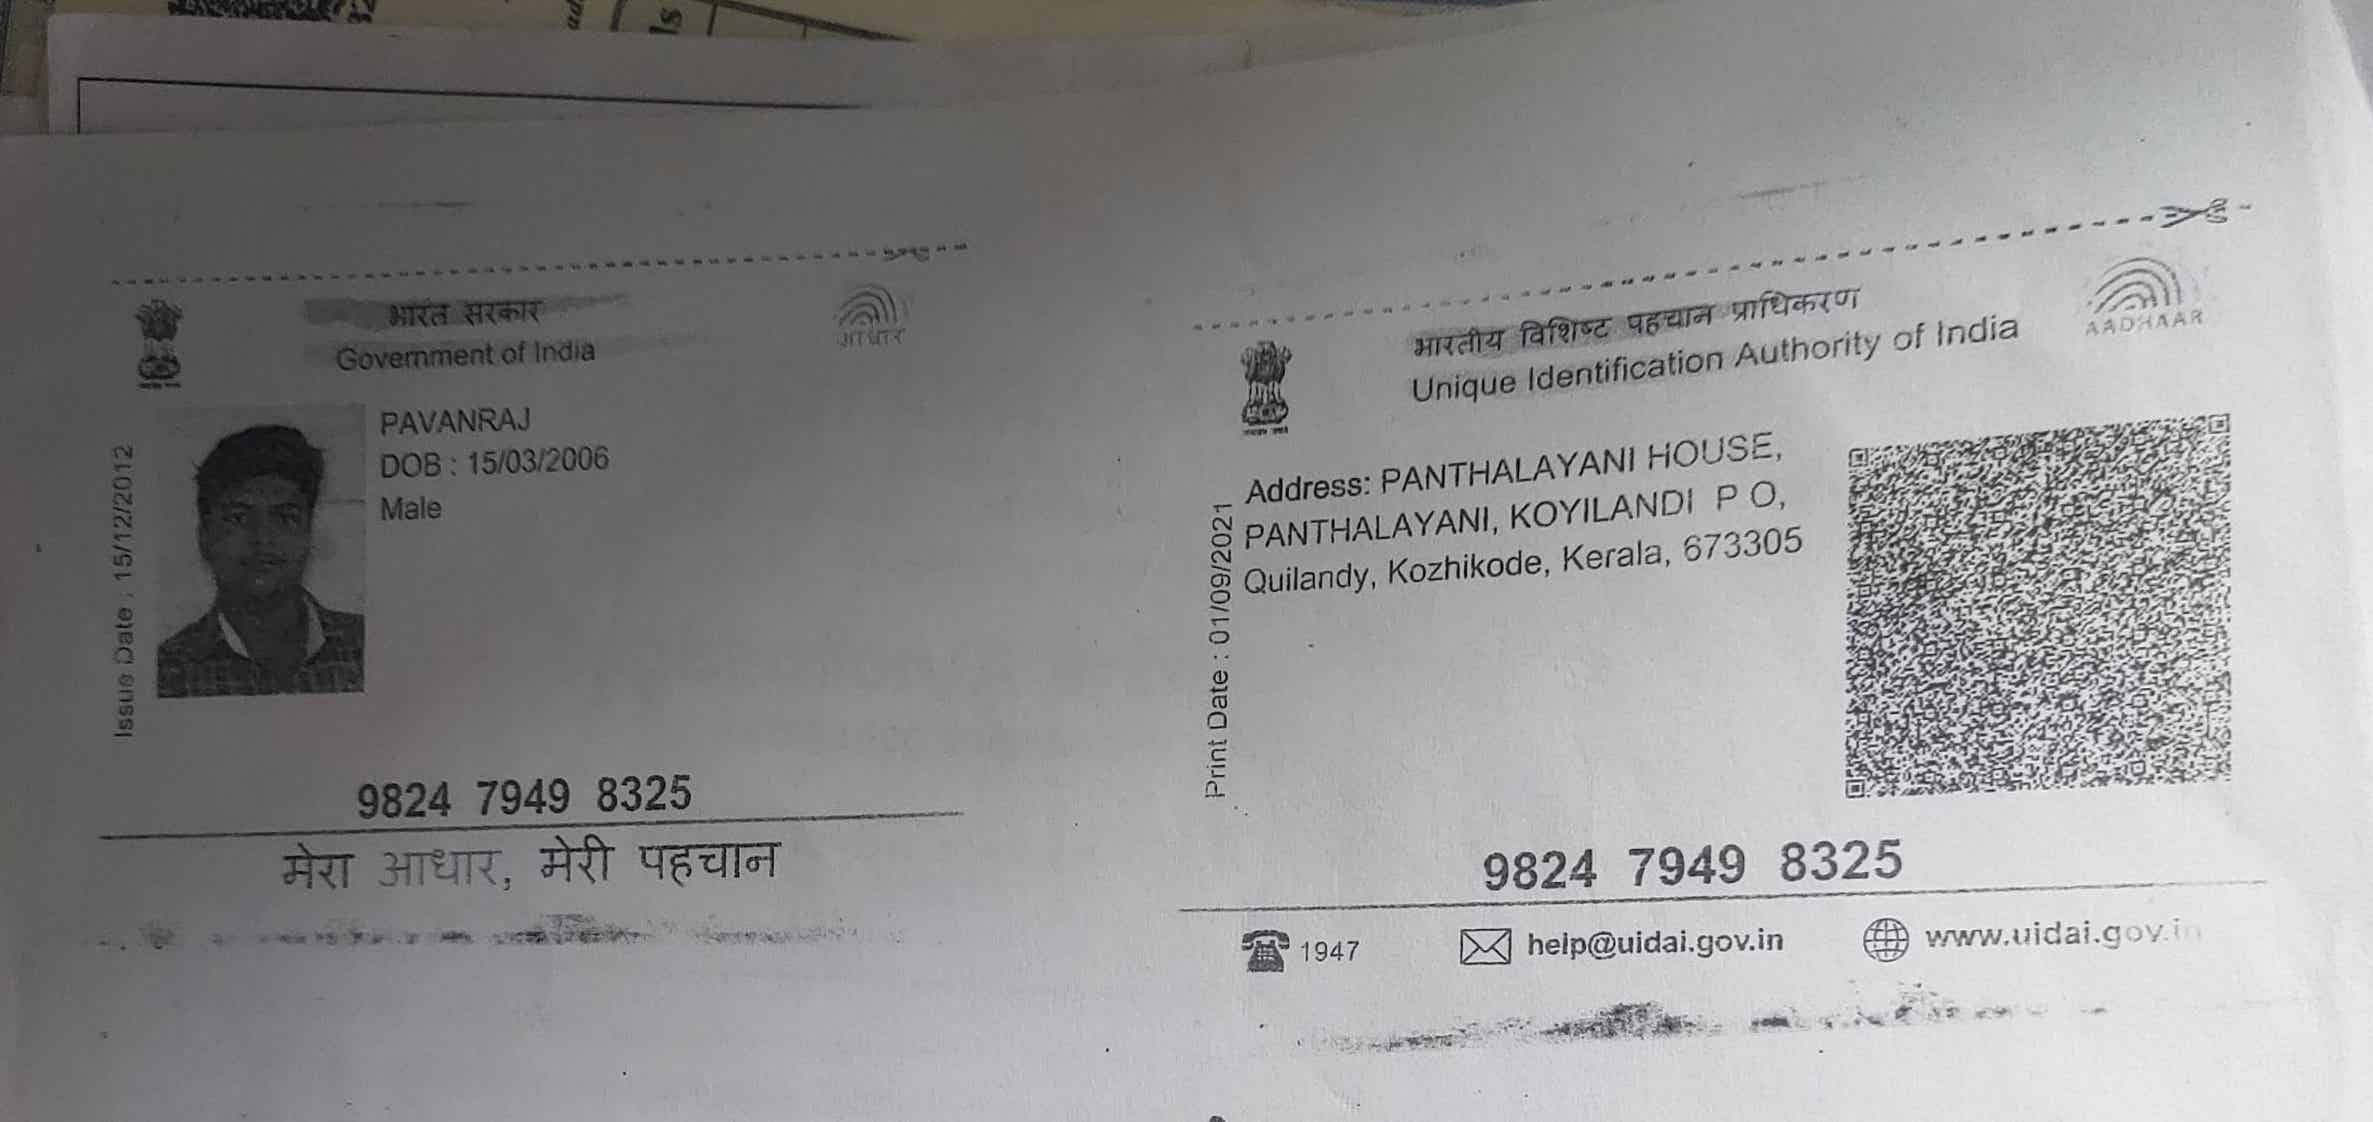 भारत सरकार
Government of India
आधार
PAVANRAJ
DOB : 15/03/2006
Male
Issue Date : 15/12/2012
9824 7949 8325
मेरा आधार, मेरी पहचान
भारतीय विशिष्ट पहचान प्राधिकरण
Unique Identification Authority of India
AADHAAR
Address: PANTHALAYANI HOUSE,
PANTHALAYANI, KOYILANDI P O,
Quilandy, Kozhikode, Kerala, 673305
Print Date : 01/09/2021
9824 7949 8325
1947
help@uidai.gov.in
www.uidai.gov.in